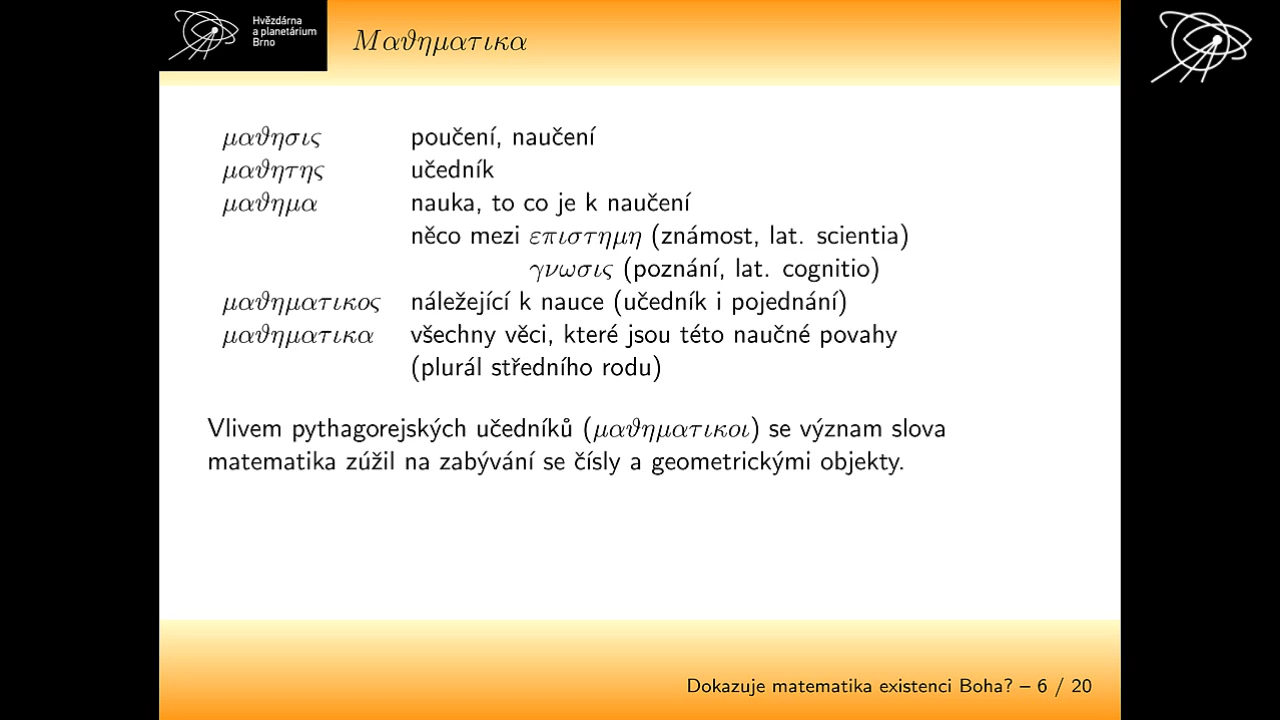 Hvězdárna
a planetárium
Brno
Μαϑηματικα
μαϑησις poučení, naučení
μαϑητης učedník
μαϑημα nauka, to co je k naučení
něco mezi επιστημη (známost, lat. scientia)
γνωσις (poznání, lat. cognitio)
μαϑηματικος náležející k nauce (učedník i pojednání)
μαϑηματικα všechny věci, které jsou této naučné povahy
(plurál středního rodu)
Vlivem pythagorejských učedníků (μαϑηματικοι) se význam slova
matematika zúžil na zabývání se čísly a geometrickými objekty.
Dokazuje matematika existenci Boha? – 6 / 20